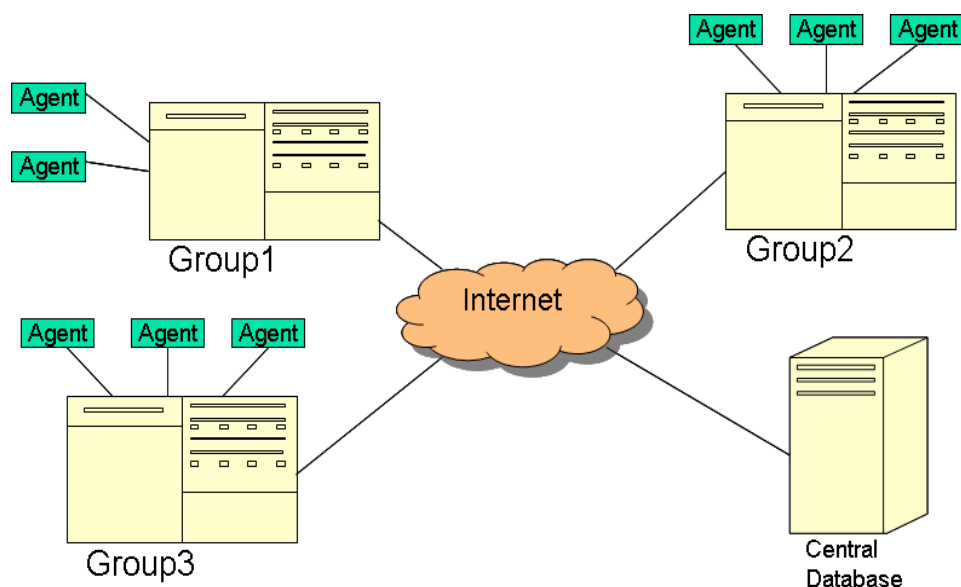 Agent Agent Agent
Agent
Agent
Group1
Group2
Internet
Agent Agent Agent
Group3
Central
Database